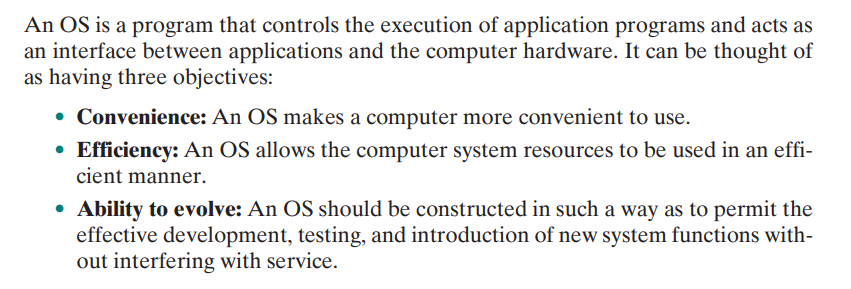 An OS is a program that controls the execution of application programs and acts as
an interface between applications and the computer hardware. It can be thought of
as having three objectives:
• Convenience: An OS makes a computer more convenient to use.
• Efficiency: An OS allows the computer system resources to be used in an effi-
cient manner.
• Ability to evolve: An OS should be constructed in such a way as to permit the
effective development, testing, and introduction of new system functions with-
out interfering with service.